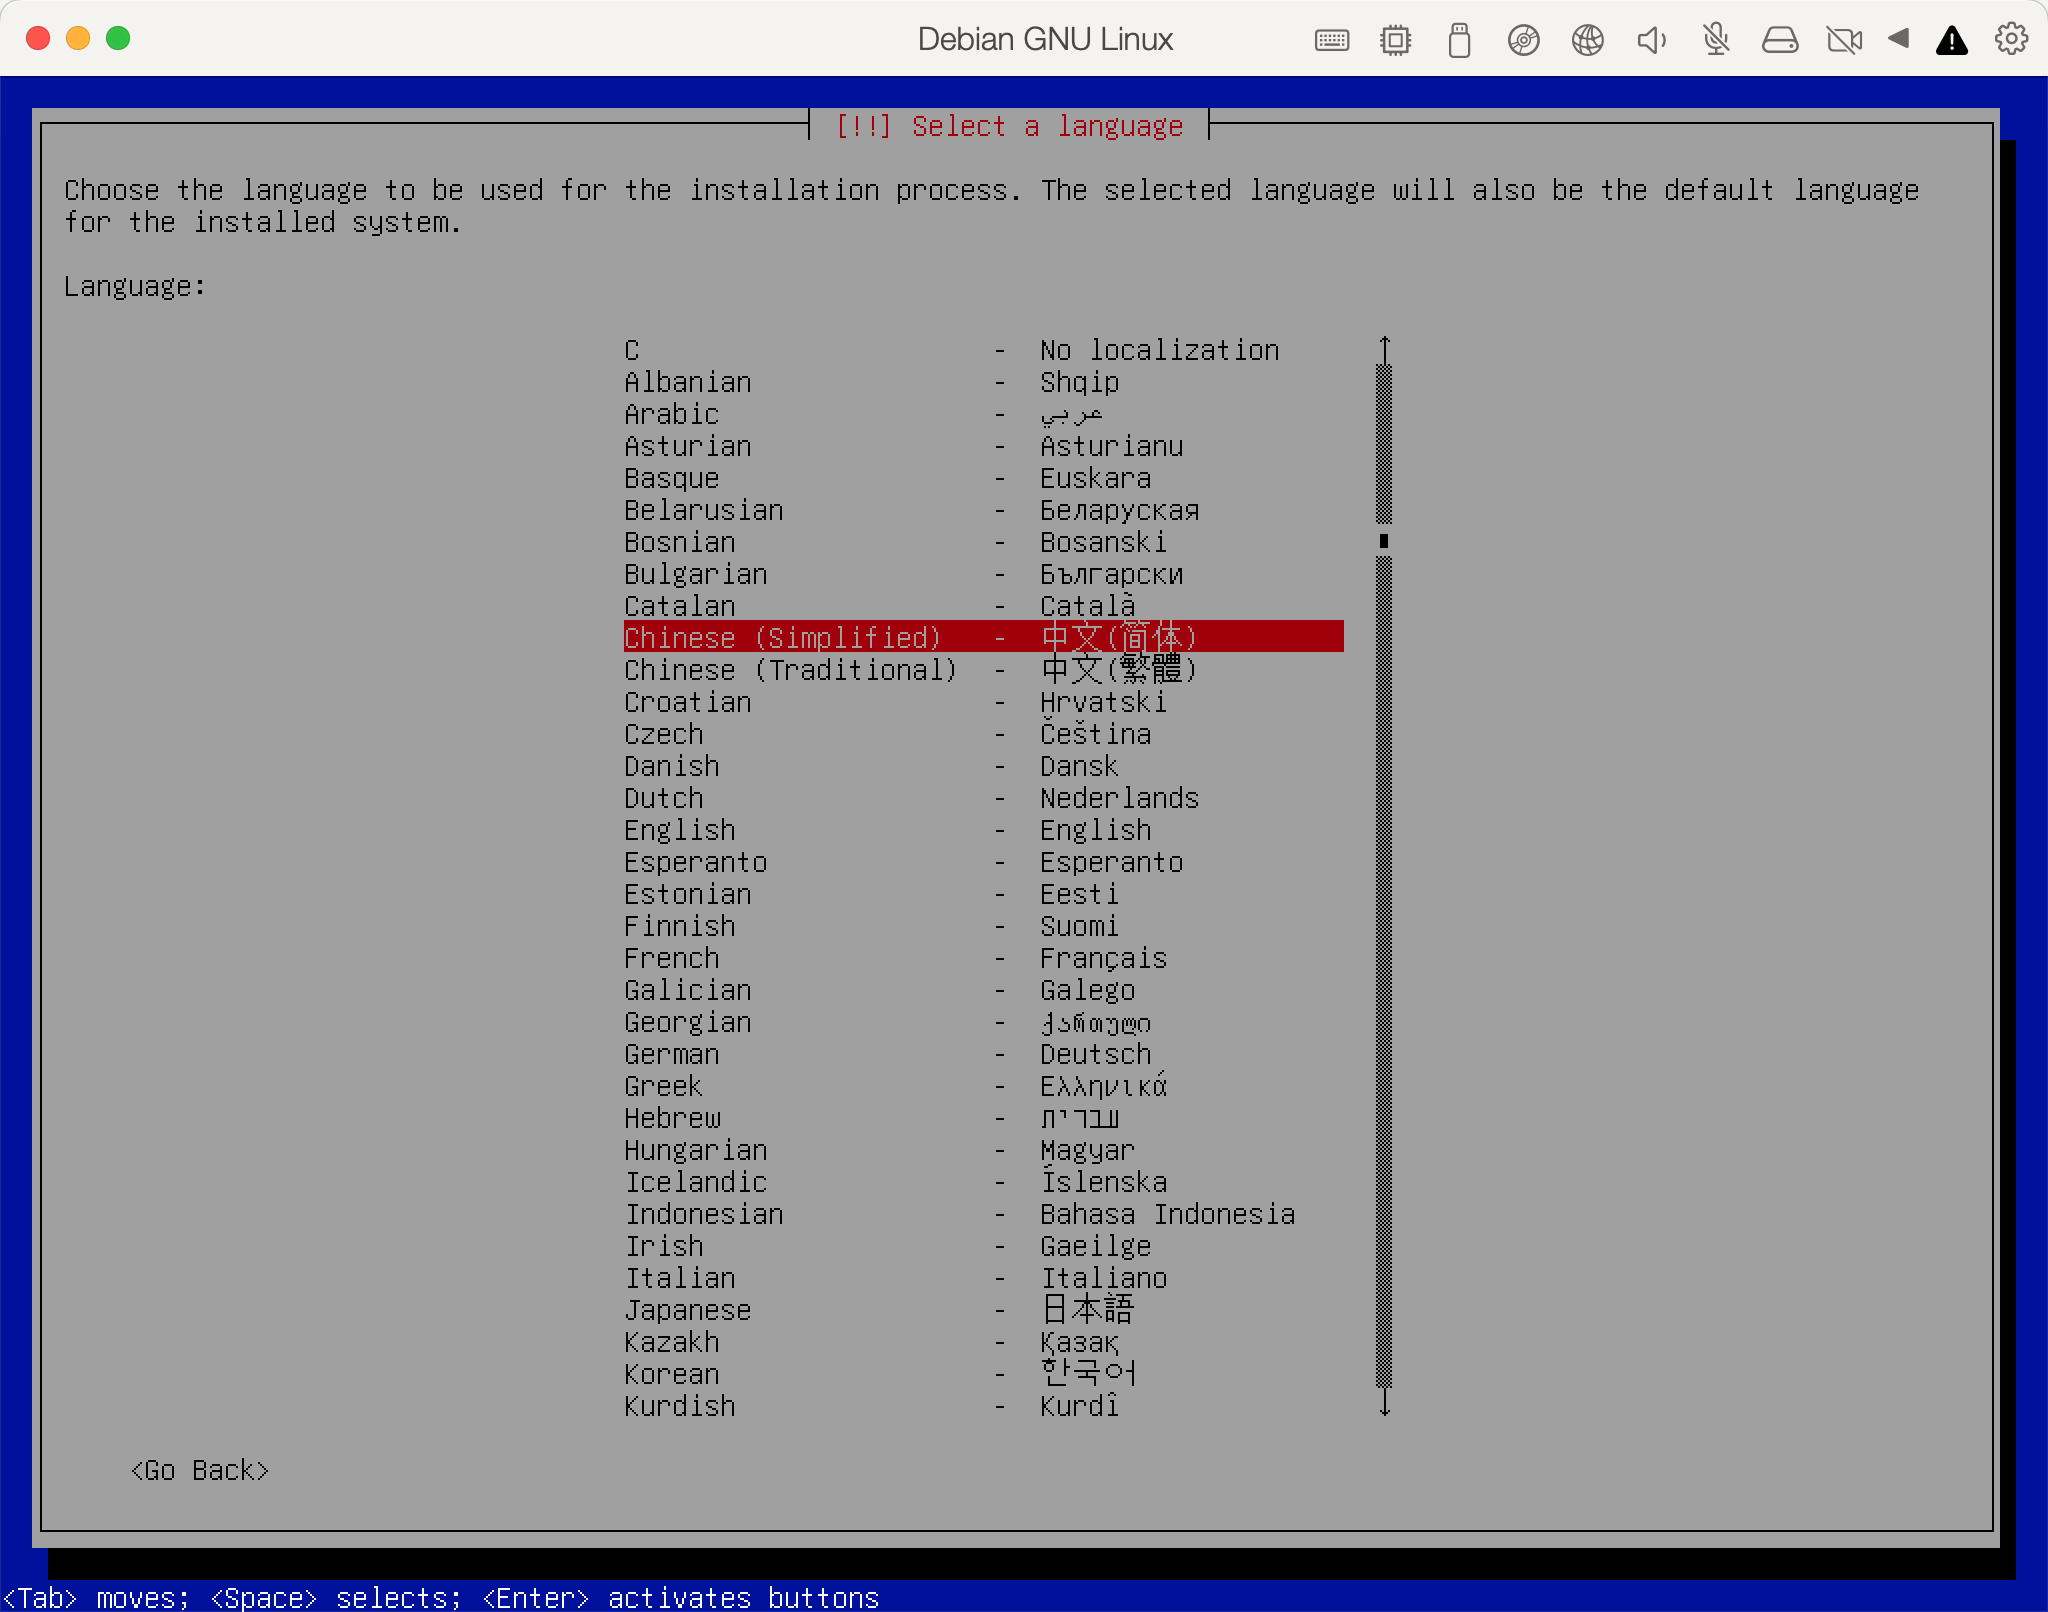 Debian GNU Linux
[!!] Select a language
Choose the language to be used for the installation process. The selected language will also be the default language
for the installed system.
Language:
C - No localization
Albanian - Shqip
Arabic - عربي
Asturian - Asturianu
Basque - Euskara
Belarusian - Беларуская
Bosnian - Bosanski
Bulgarian - Български
Catalan - Català
Chinese (Simplified) - 中文(简体)
Chinese (Traditional) - 中文(繁體)
Croatian - Hrvatski
Czech - Čeština
Danish - Dansk
Dutch - Nederlands
English - English
Esperanto - Esperanto
Estonian - Eesti
Finnish - Suomi
French - Français
Galician - Galego
Georgian - ქართული
German - Deutsch
Greek - Ελληνικά
Hebrew - עברית
Hungarian - Magyar
Icelandic - Íslenska
Indonesian - Bahasa Indonesia
Irish - Gaeilge
Italian - Italiano
Japanese - 日本語
Kazakh - Қазақ
Korean - 한국어
Kurdish - Kurdî
<Go Back>
<Tab> moves; <Space> selects; <Enter> activates buttons